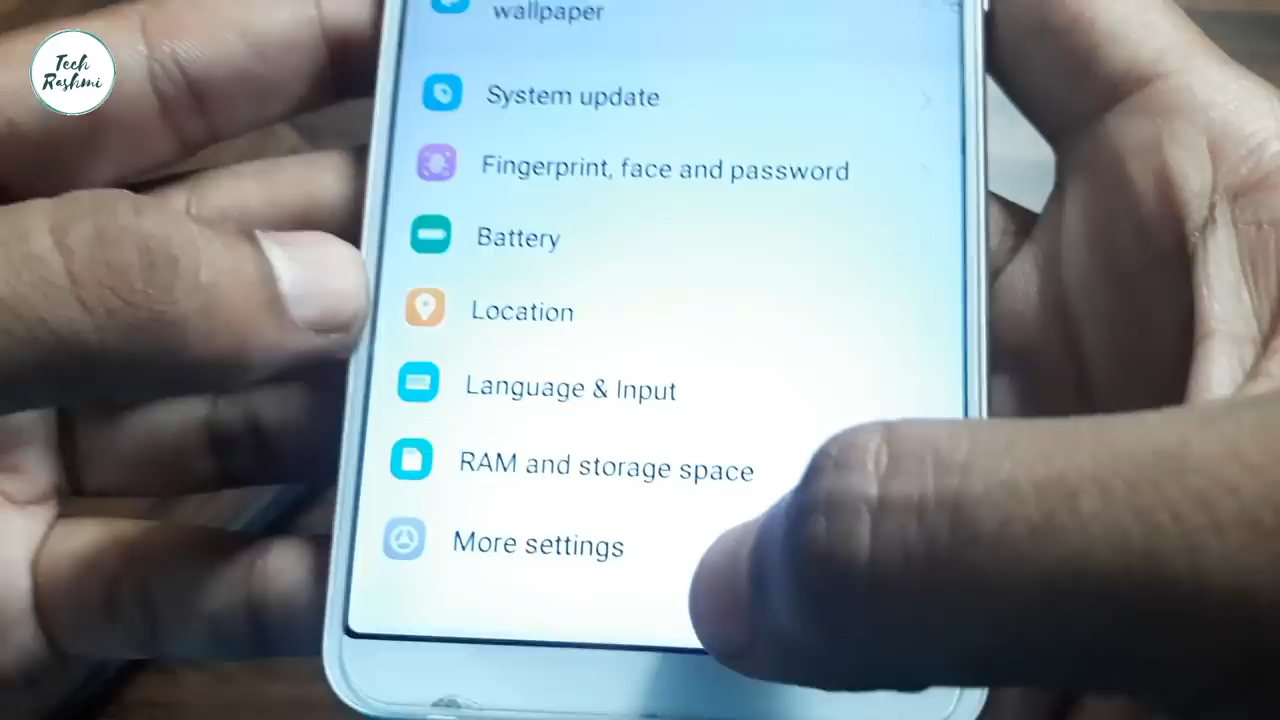 Tech
Rashmi
wallpaper
System update
Fingerprint, face and password
Battery
Location
Language & Input
RAM and storage space
More settings